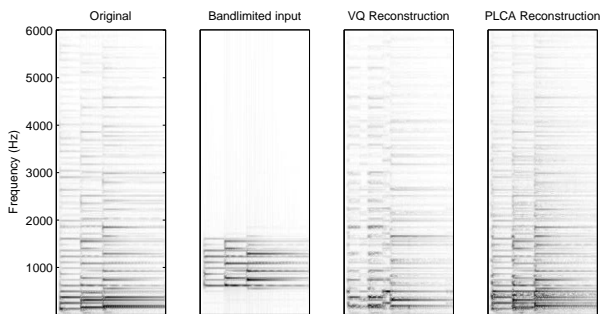 Original
Bandlimited input
VQ Reconstruction
PLCA Reconstruction
6000
5000
4000
3000
2000
1000
Frequency (Hz)